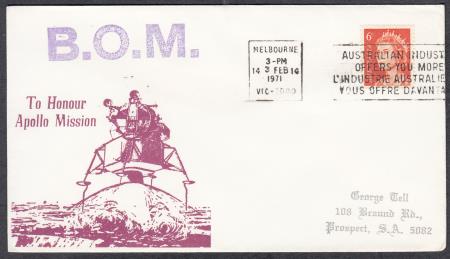 B.O.M.
To Honour
Apollo Mission
MELBOURNE
3-PM
14 3 FEB 14
1971
VIC-3000
6c
AUSTRALIAN INDUST
OFFERS YOU MORE
L'INDUSTRIE AUSTRALIE
VOUS OFFRE DAVANTA
George Tell
108 Braund Rd.,
Prospect, S.A. 5082